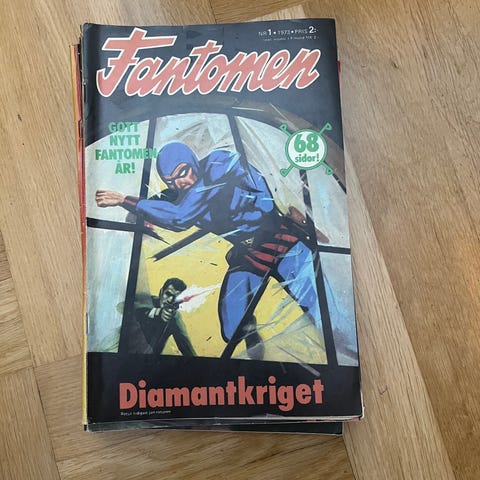 NR 1 • 1973 • PRIS 2:-
Fantomen
GOTT
NYTT
FANTOMEN
ÅR!
68
sidor!
Diamantkriget